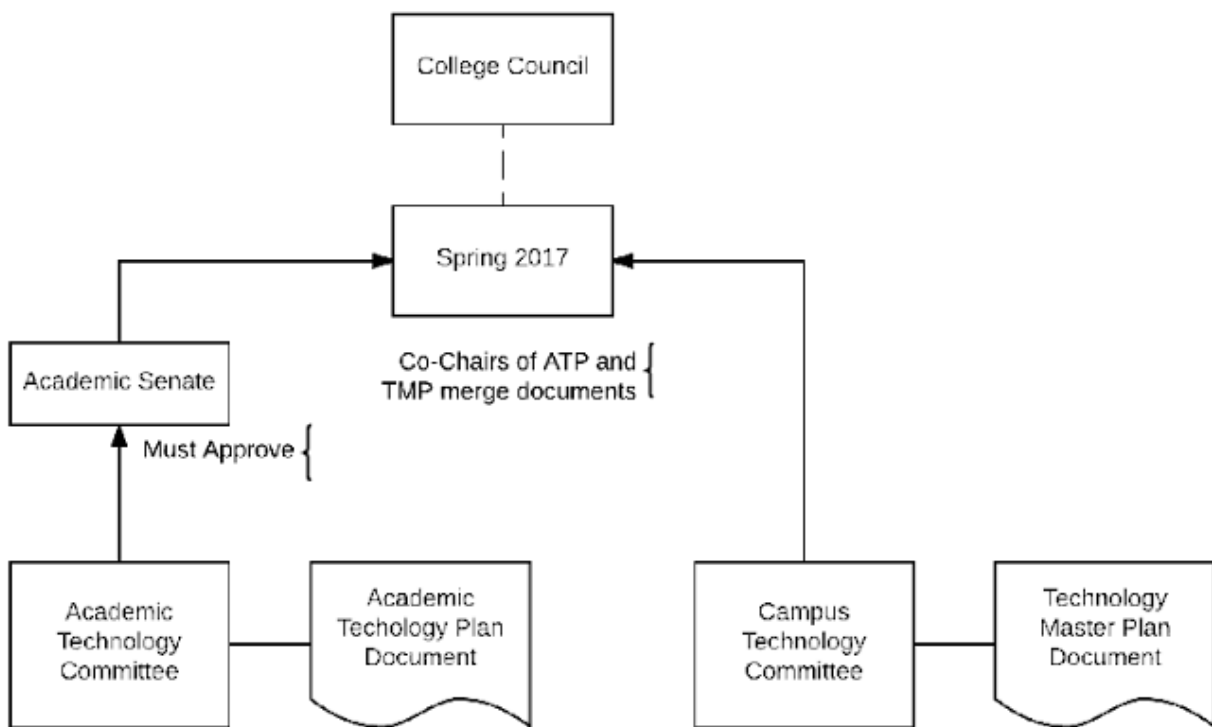 College Council
Spring 2017
Co-Chairs of ATP and
TMP merge documents
Academic Senate
Must Approve
Academic
Technology
Committee
Academic
Techology Plan
Document
Campus
Technology
Committee
Technology
Master Plan
Document